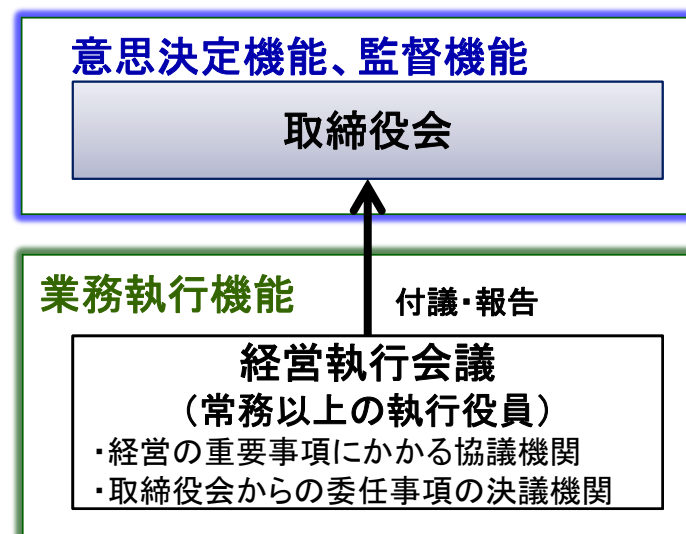 意思決定機能、監督機能
取締役会
業務執行機能
付議・報告
経営執行会議
（常務以上の執行役員）
・経営の重要事項にかかる協議機関
・取締役会からの委任事項の決議機関